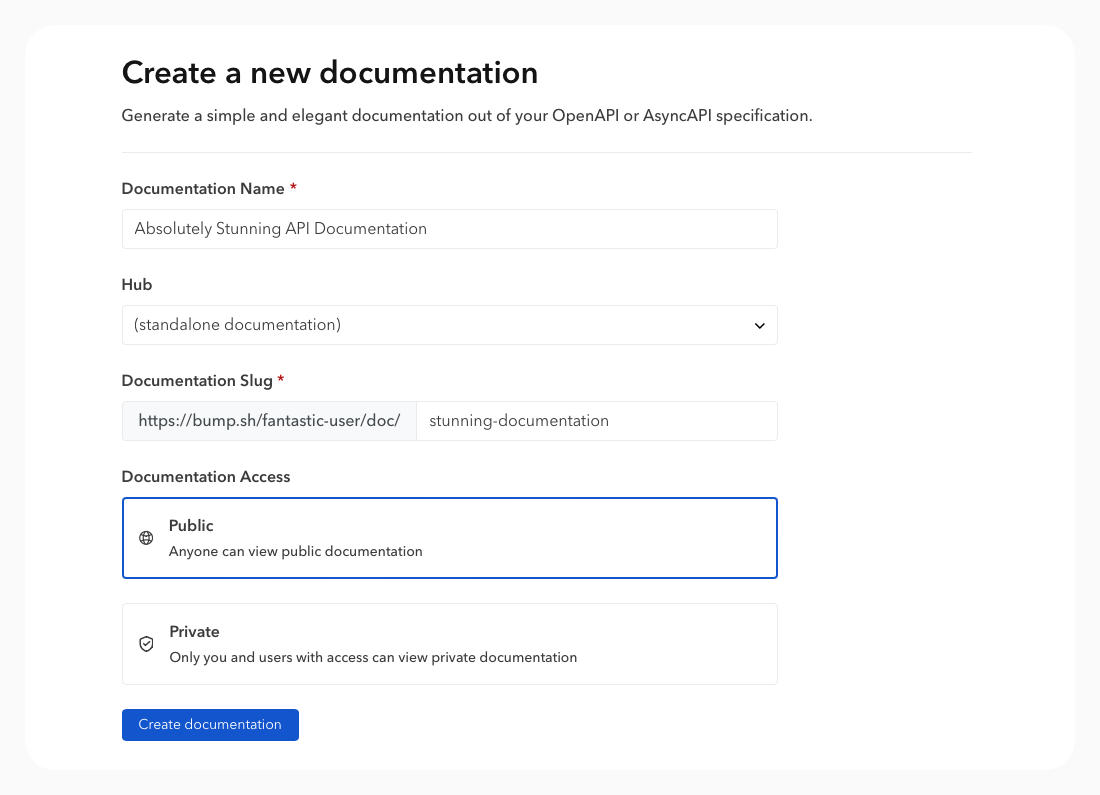 Create a new documentation
Generate a simple and elegant documentation out of your OpenAPI or AsyncAPI specification.
Documentation Name *
Absolutely Stunning API Documentation
Hub
(standalone documentation)
Documentation Slug *
https://bump.sh/fantastic-user/doc/ stunning-documentation
Documentation Access
Public
Anyone can view public documentation
Private
Only you and users with access can view private documentation
Create documentation